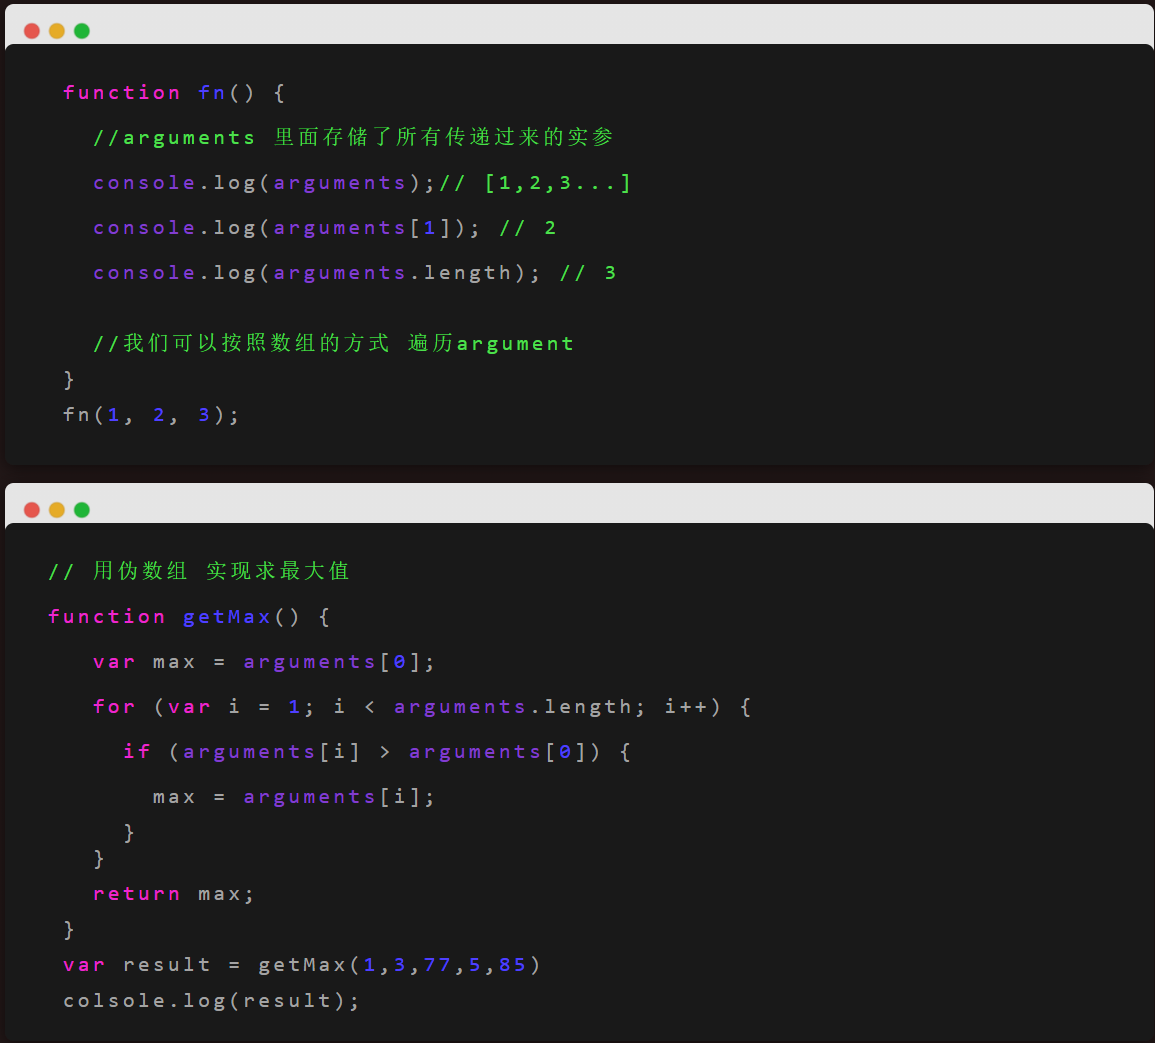 function fn() {
//arguments 里面存储了所有传递过来的实参
console.log(arguments);// [1,2,3...]
console.log(arguments[1]); // 2
console.log(arguments.length); // 3
//我们可以按照数组的方式 遍历argument
}
fn(1, 2, 3);
// 用伪数组 实现求最大值
function getMax() {
var max = arguments[0];
for (var i = 1; i < arguments.length; i++) {
if (arguments[i] > arguments[0]) {
max = arguments[i];
}
}
return max;
}
var result = getMax(1,3,77,5,85)
colsole.log(result);